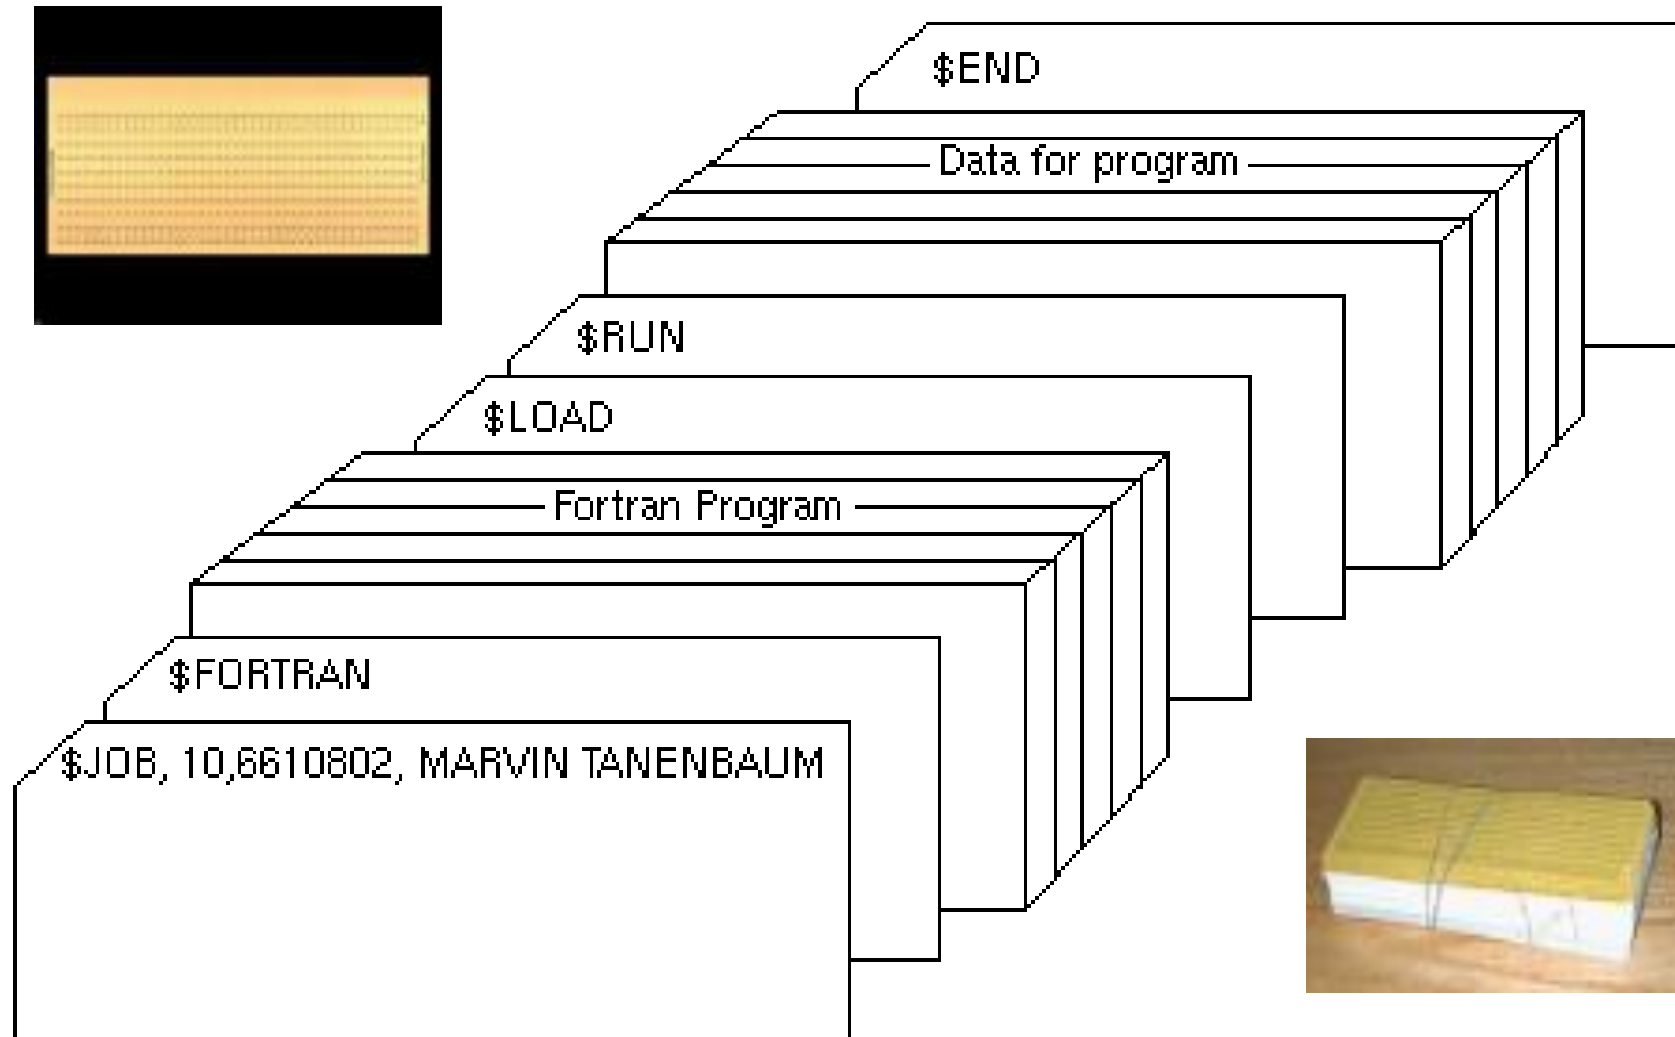 $END
Data for program
$RUN
$LOAD
Fortran Program
$FORTRAN
$JOB, 10,6610802, MARVIN TANENBAUM